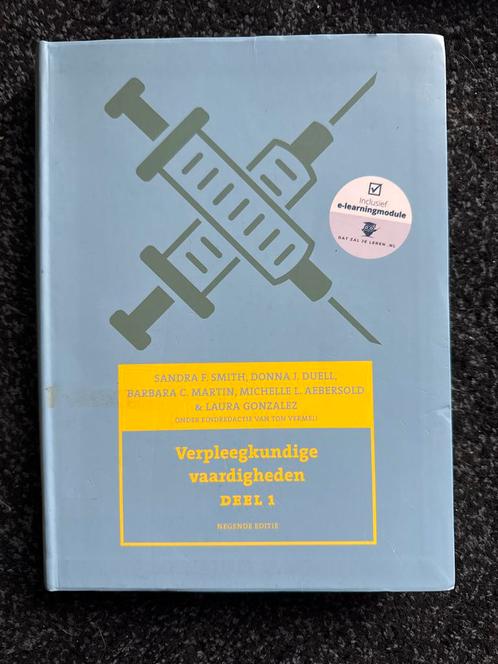 Inclusief
e-learningmodule
DAT ZAL JE LEREN .NL
SANDRA F. SMITH, DONNA J. DUELL,
BARBARA C. MARTIN, MICHELLE L. AEBERSOLD
& LAURA GONZALEZ
ONDER EINDREDACTIE VAN TON VERMEIJ
Verpleegkundige
vaardigheden
DEEL 1
NEGENDE EDITIE